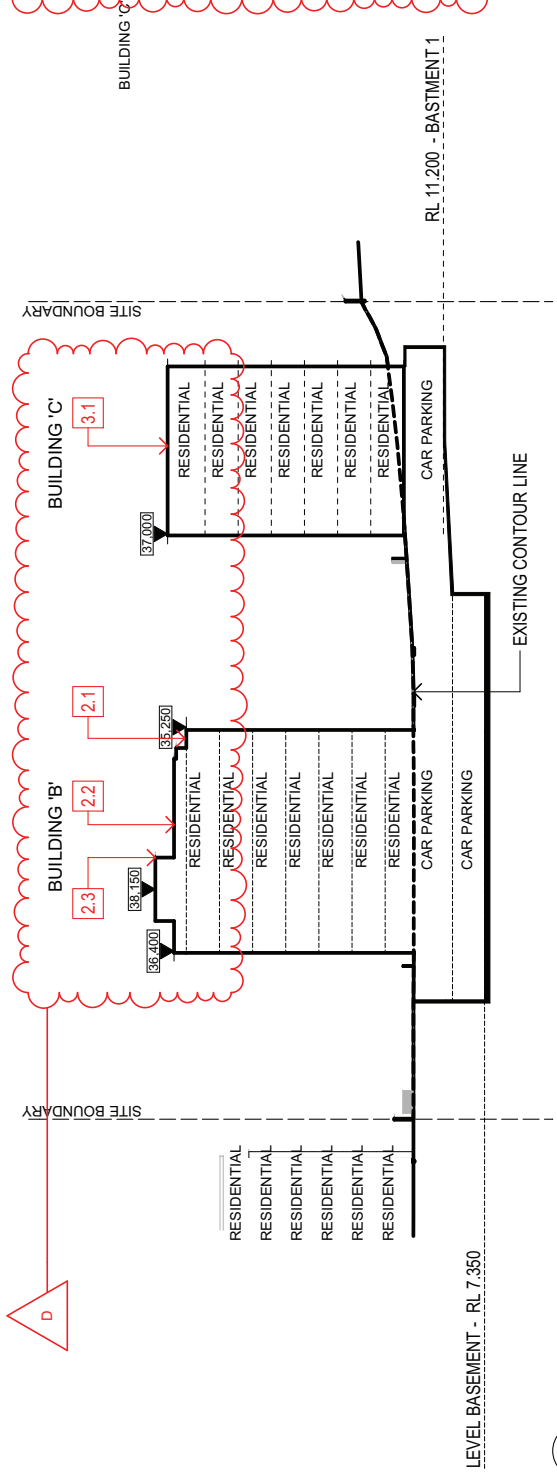 BUILDING 'C'
D
SITE BOUNDARY
SITE BOUNDARY
BUILDING 'B'
BUILDING 'C'
2.3
2.2
2.1
3.1
38,150
36,400
35,250
37,000
RESIDENTIAL
RESIDENTIAL
RESIDENTIAL
RESIDENTIAL
RESIDENTIAL
RESIDENTIAL
RESIDENTIAL
RESIDENTIAL
RESIDENTIAL
RESIDENTIAL
RESIDENTIAL
RESIDENTIAL
RESIDENTIAL
CAR PARKING
CAR PARKING
RESIDENTIAL
RESIDENTIAL
RESIDENTIAL
RESIDENTIAL
RESIDENTIAL
RESIDENTIAL
RESIDENTIAL
CAR PARKING
RL 11.200 - BASTMENT 1
EXISTING CONTOUR LINE
LEVEL BASEMENT - RL 7.350